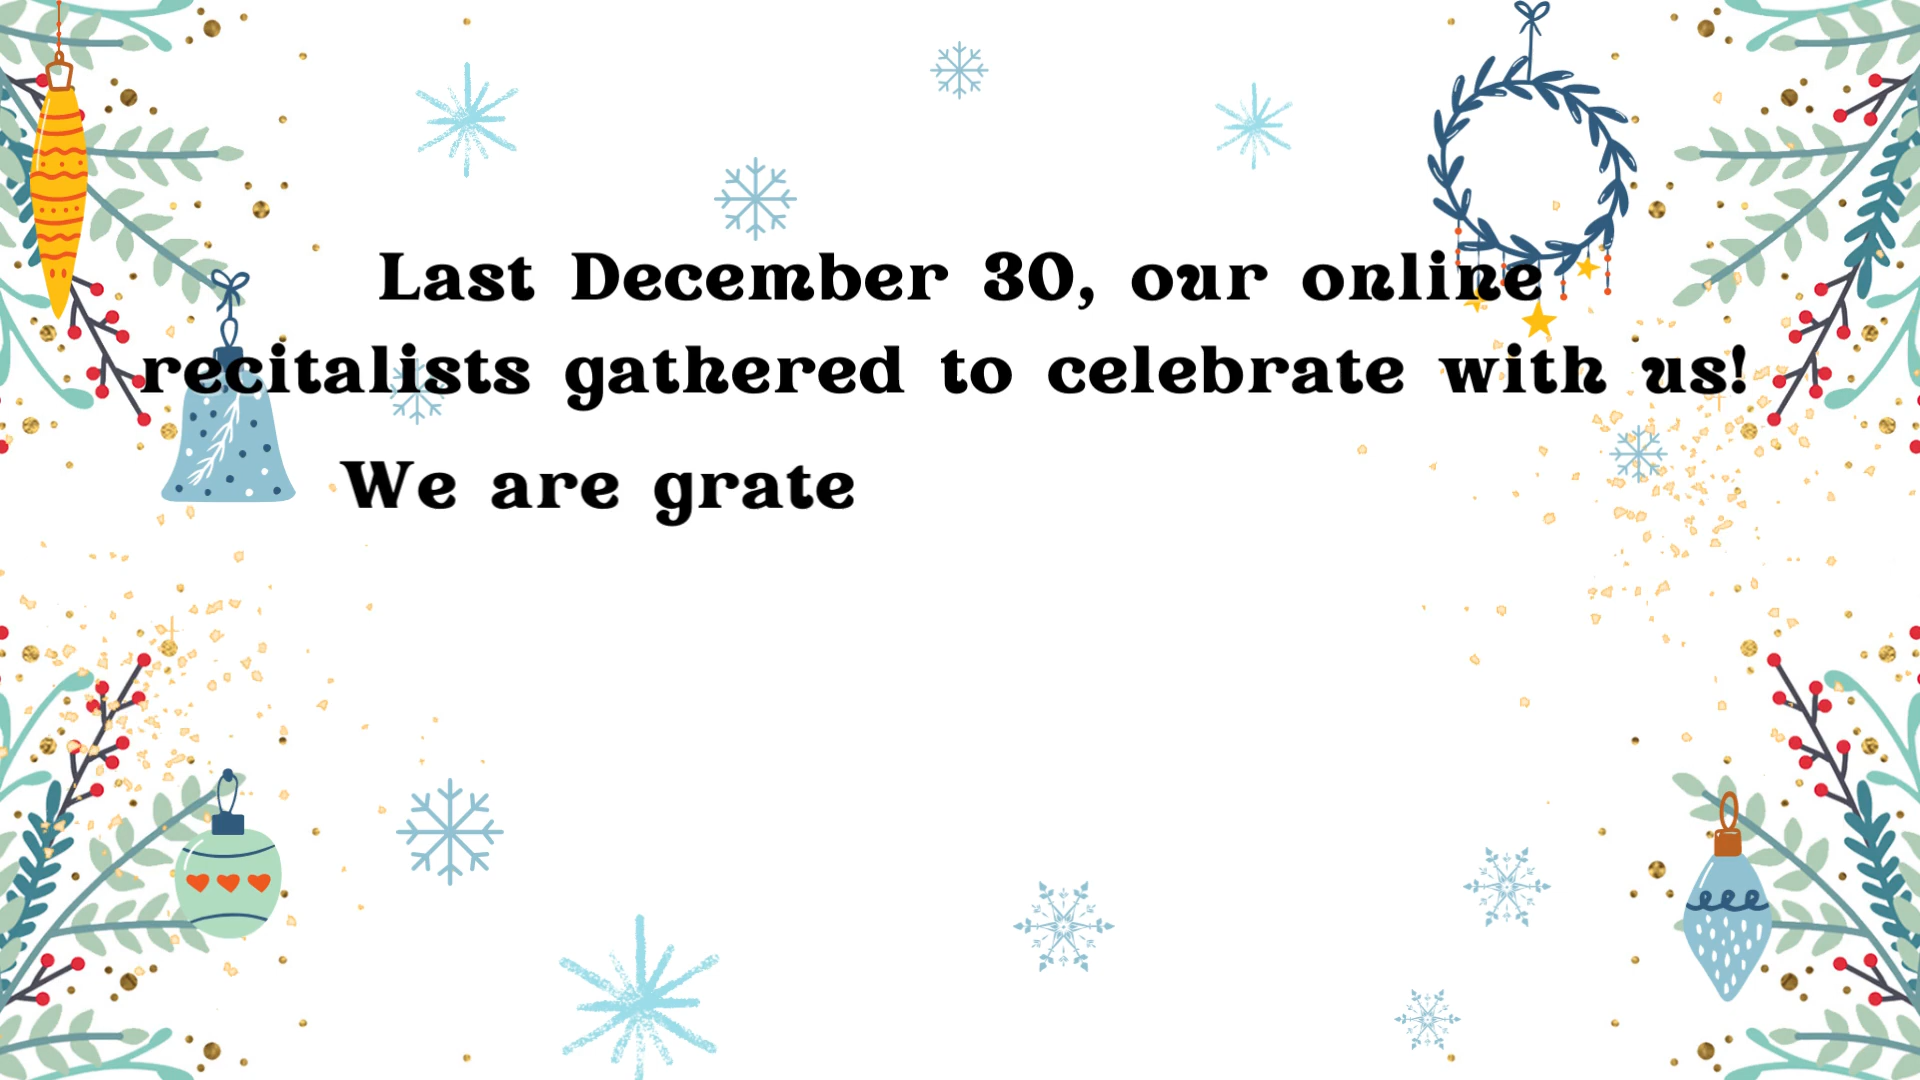 Last December 30, our online
recitalists gathered to celebrate with us!
We are grate